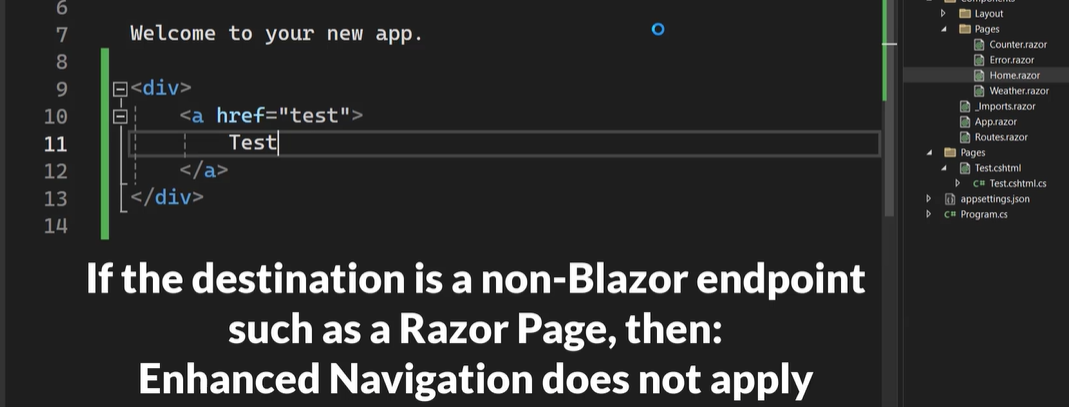 6
7 Welcome to your new app.
8
9 <div>
10 <a href="test">
11 Test
12 </a>
13 </div>
14
If the destination is a non-Blazor endpoint
such as a Razor Page, then:
Enhanced Navigation does not apply
Components
Layout
Pages
Counter.razor
Error.razor
Home.razor
Weather.razor
_Imports.razor
App.razor
Routes.razor
Pages
Test.cshtml
C# Test.cshtml.cs
appsettings.json
C# Program.cs